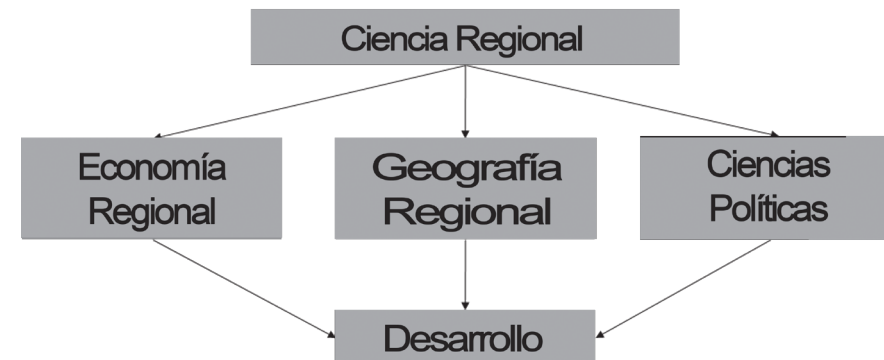 Ciencia Regional
Economía
Regional
Geografía
Regional
Ciencias
Políticas
Desarrollo